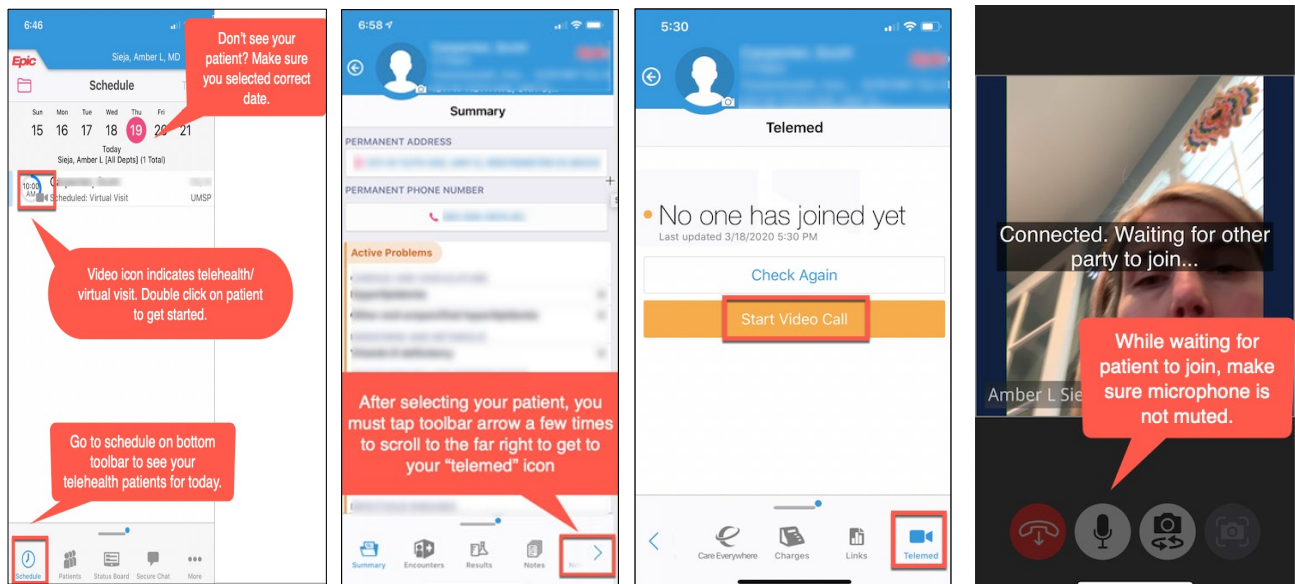 6:46
Don't see your
patient? Make sure
you selected correct
date.
Epic
Sieja, Amber L, MD
Schedule
Sun Mon Tue Wed Thu Fri
15 16 17 18 19 20 21
Today
Sieja, Amber L [All Depts] (1 Total)
10:00
AM
Scheduled: Virtual Visit
UMSP
Video icon indicates telehealth/
virtual visit. Double click on patient
to get started.
Go to schedule on bottom
toolbar to see your
telehealth patients for today.
Schedule Patients Status Board Secure Chat More
6:58
Summary
PERMANENT ADDRESS
PERMANENT PHONE NUMBER
Active Problems
After selecting your patient, you
must tap toolbar arrow a few times
to scroll to the far right to get to
your “telemed” icon
Summary Encounters Results Notes
5:30
Telemed
No one has joined yet
Last updated 3/18/2020 5:30 PM
Check Again
Start Video Call
Care Everywhere Charges Links Telemed
Connected. Waiting for other
party to join...
While waiting for
patient to join, make
sure microphone is
not muted.
Amber L